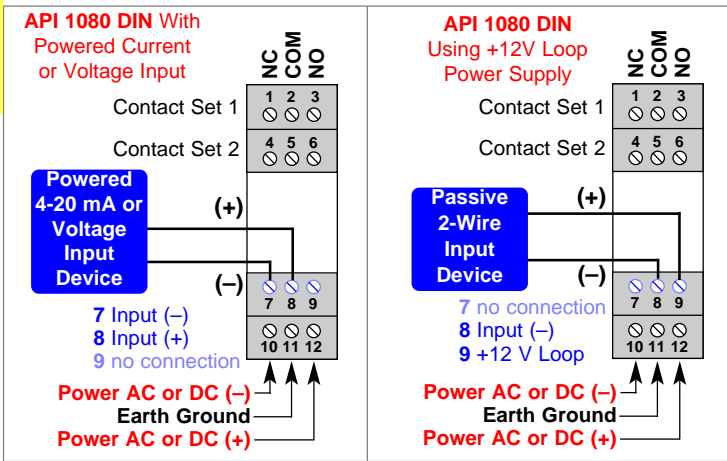 API 1080 DIN With
Powered Current
or Voltage Input
NC
COM
NO
1 2 3
Contact Set 1
4 5 6
Contact Set 2
Powered
4-20 mA or
Voltage
Input
Device
(+)
(–)
7 8 9
7 Input (–)
8 Input (+)
9 no connection
10 11 12
Power AC or DC (–)
Earth Ground
Power AC or DC (+)
API 1080 DIN
Using +12V Loop
Power Supply
NC
COM
NO
1 2 3
Contact Set 1
4 5 6
Contact Set 2
Passive
2-Wire
Input
Device
(+)
(–)
7 8 9
7 no connection
8 Input (–)
9 +12 V Loop
10 11 12
Power AC or DC (–)
Earth Ground
Power AC or DC (+)